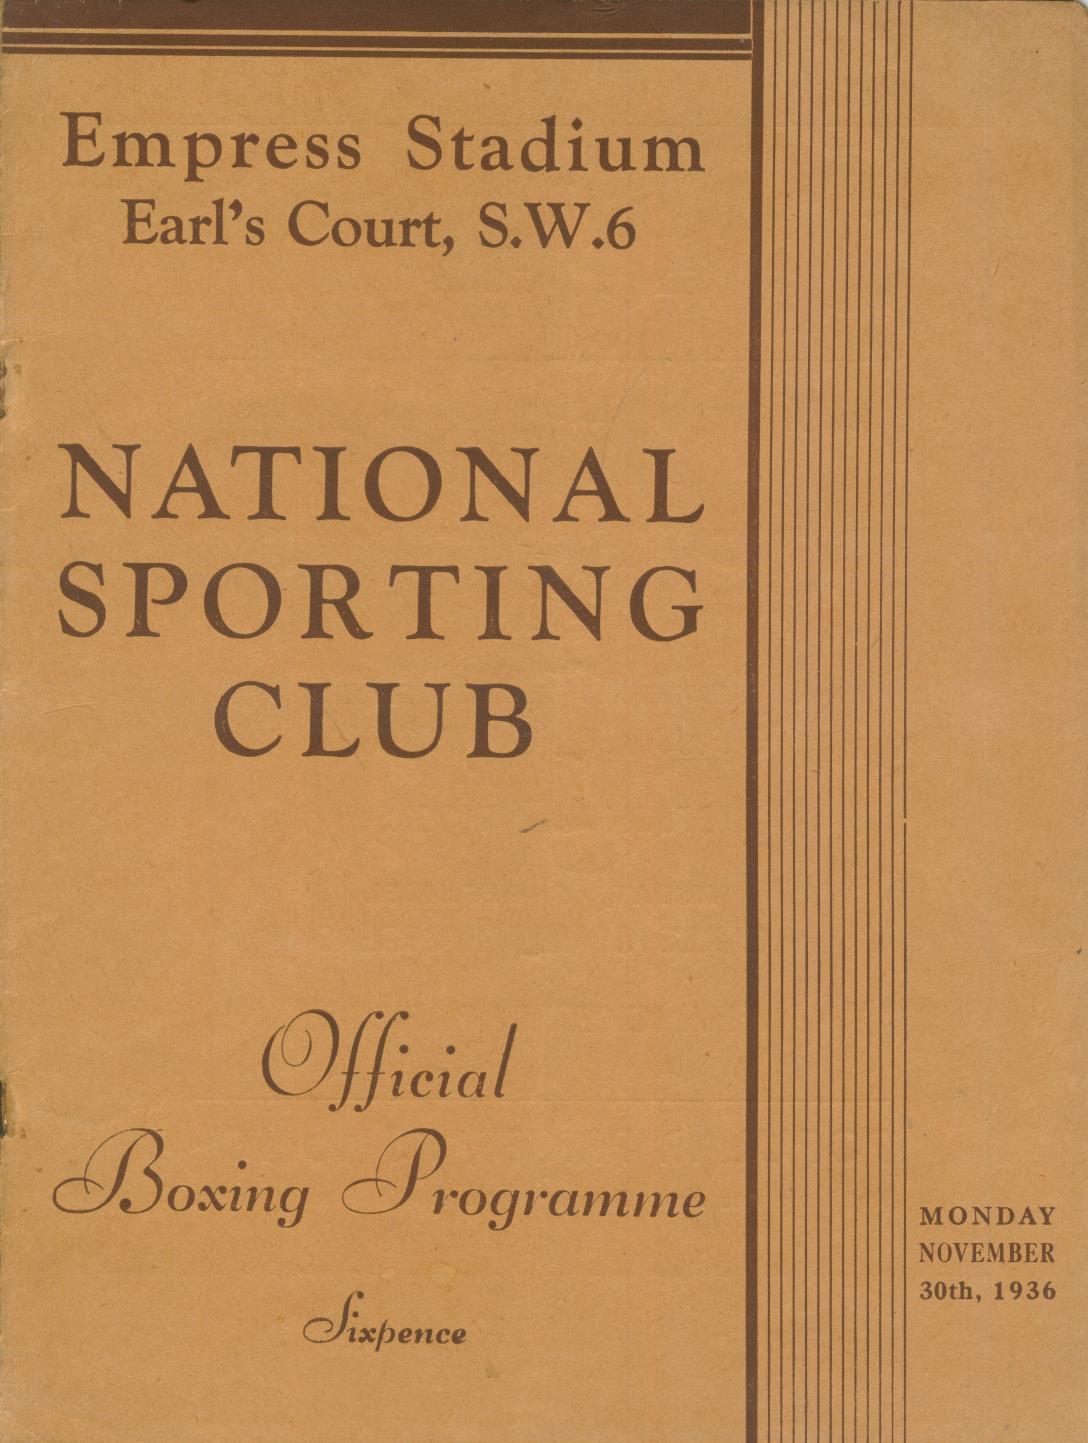 Empress Stadium
Earl's Court, S.W.6
NATIONAL
SPORTING
CLUB
Official
Boxing Programme
Sixpence
MONDAY
NOVEMBER
30th, 1936